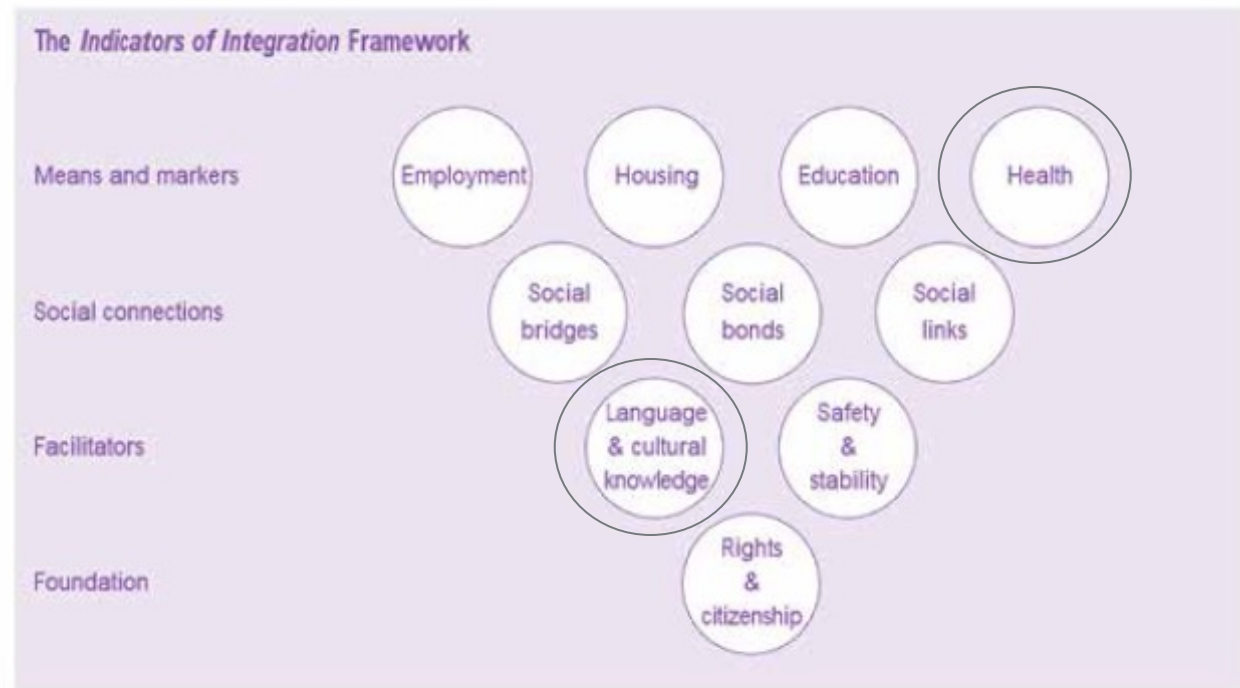 The Indicators of Integration Framework
Means and markers
Employment
Housing
Education
Health
Social connections
Social
bridges
Social
bonds
Social
links
Facilitators
Language
& cultural
knowledge
Safety
&
stability
Foundation
Rights
&
citizenship